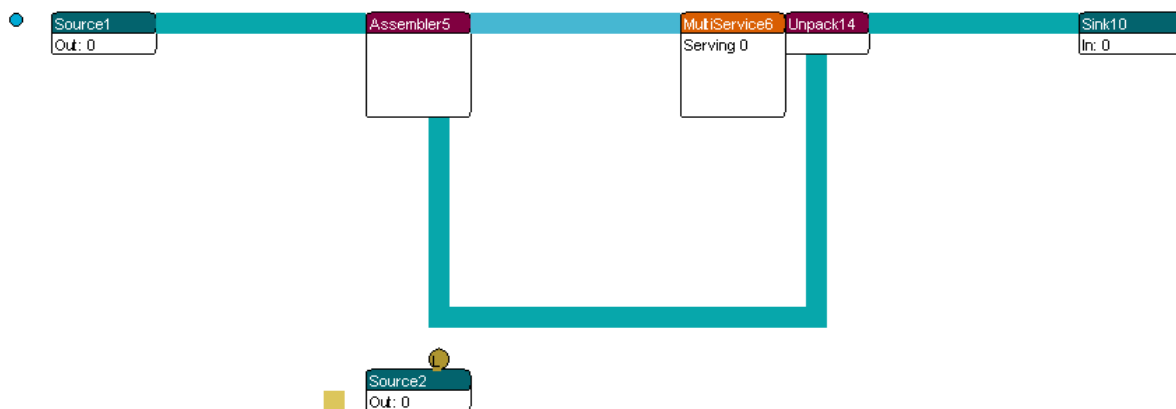 Source1
Out: 0
Assembler5
MultiService6
Serving 0
Unpack14
Sink10
In: 0
L
Source2
Out: 0